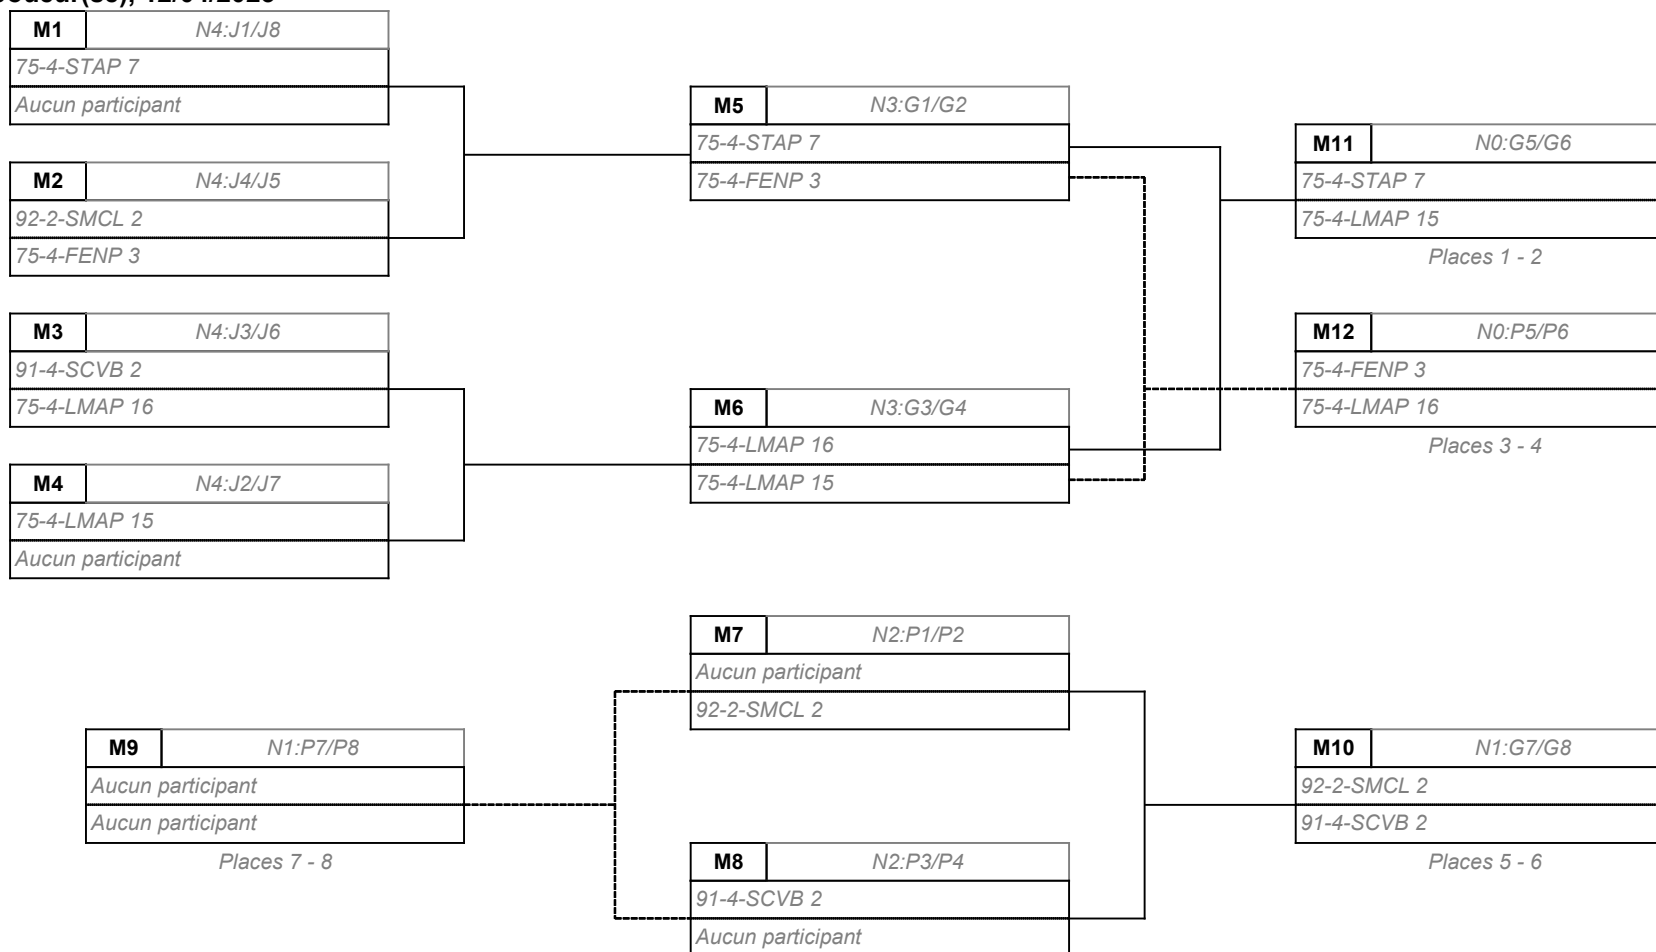 M1 N4:J1/J8
75-4-STAP 7
Aucun participant
M2 N4:J4/J5
92-2-SMCL 2
75-4-FENP 3
M3 N4:J3/J6
91-4-SCVB 2
75-4-LMAP 16
M4 N4:J2/J7
75-4-LMAP 15
Aucun participant
M5 N3:G1/G2
75-4-STAP 7
75-4-FENP 3
M6 N3:G3/G4
75-4-LMAP 16
75-4-LMAP 15
M11 N0:G5/G6
75-4-STAP 7
75-4-LMAP 15
Places 1 - 2
M12 N0:P5/P6
75-4-FENP 3
75-4-LMAP 16
Places 3 - 4
M9 N1:P7/P8
Aucun participant
Aucun participant
Places 7 - 8
M7 N2:P1/P2
Aucun participant
92-2-SMCL 2
M8 N2:P3/P4
91-4-SCVB 2
Aucun participant
M10 N1:G7/G8
92-2-SMCL 2
91-4-SCVB 2
Places 5 - 6